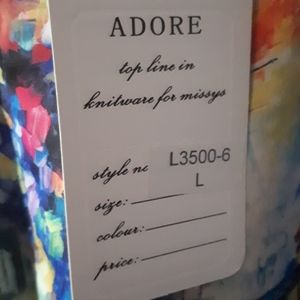 ADORE
top line in
knitware for missys
style no L3500-6
size: L
colour:
price: